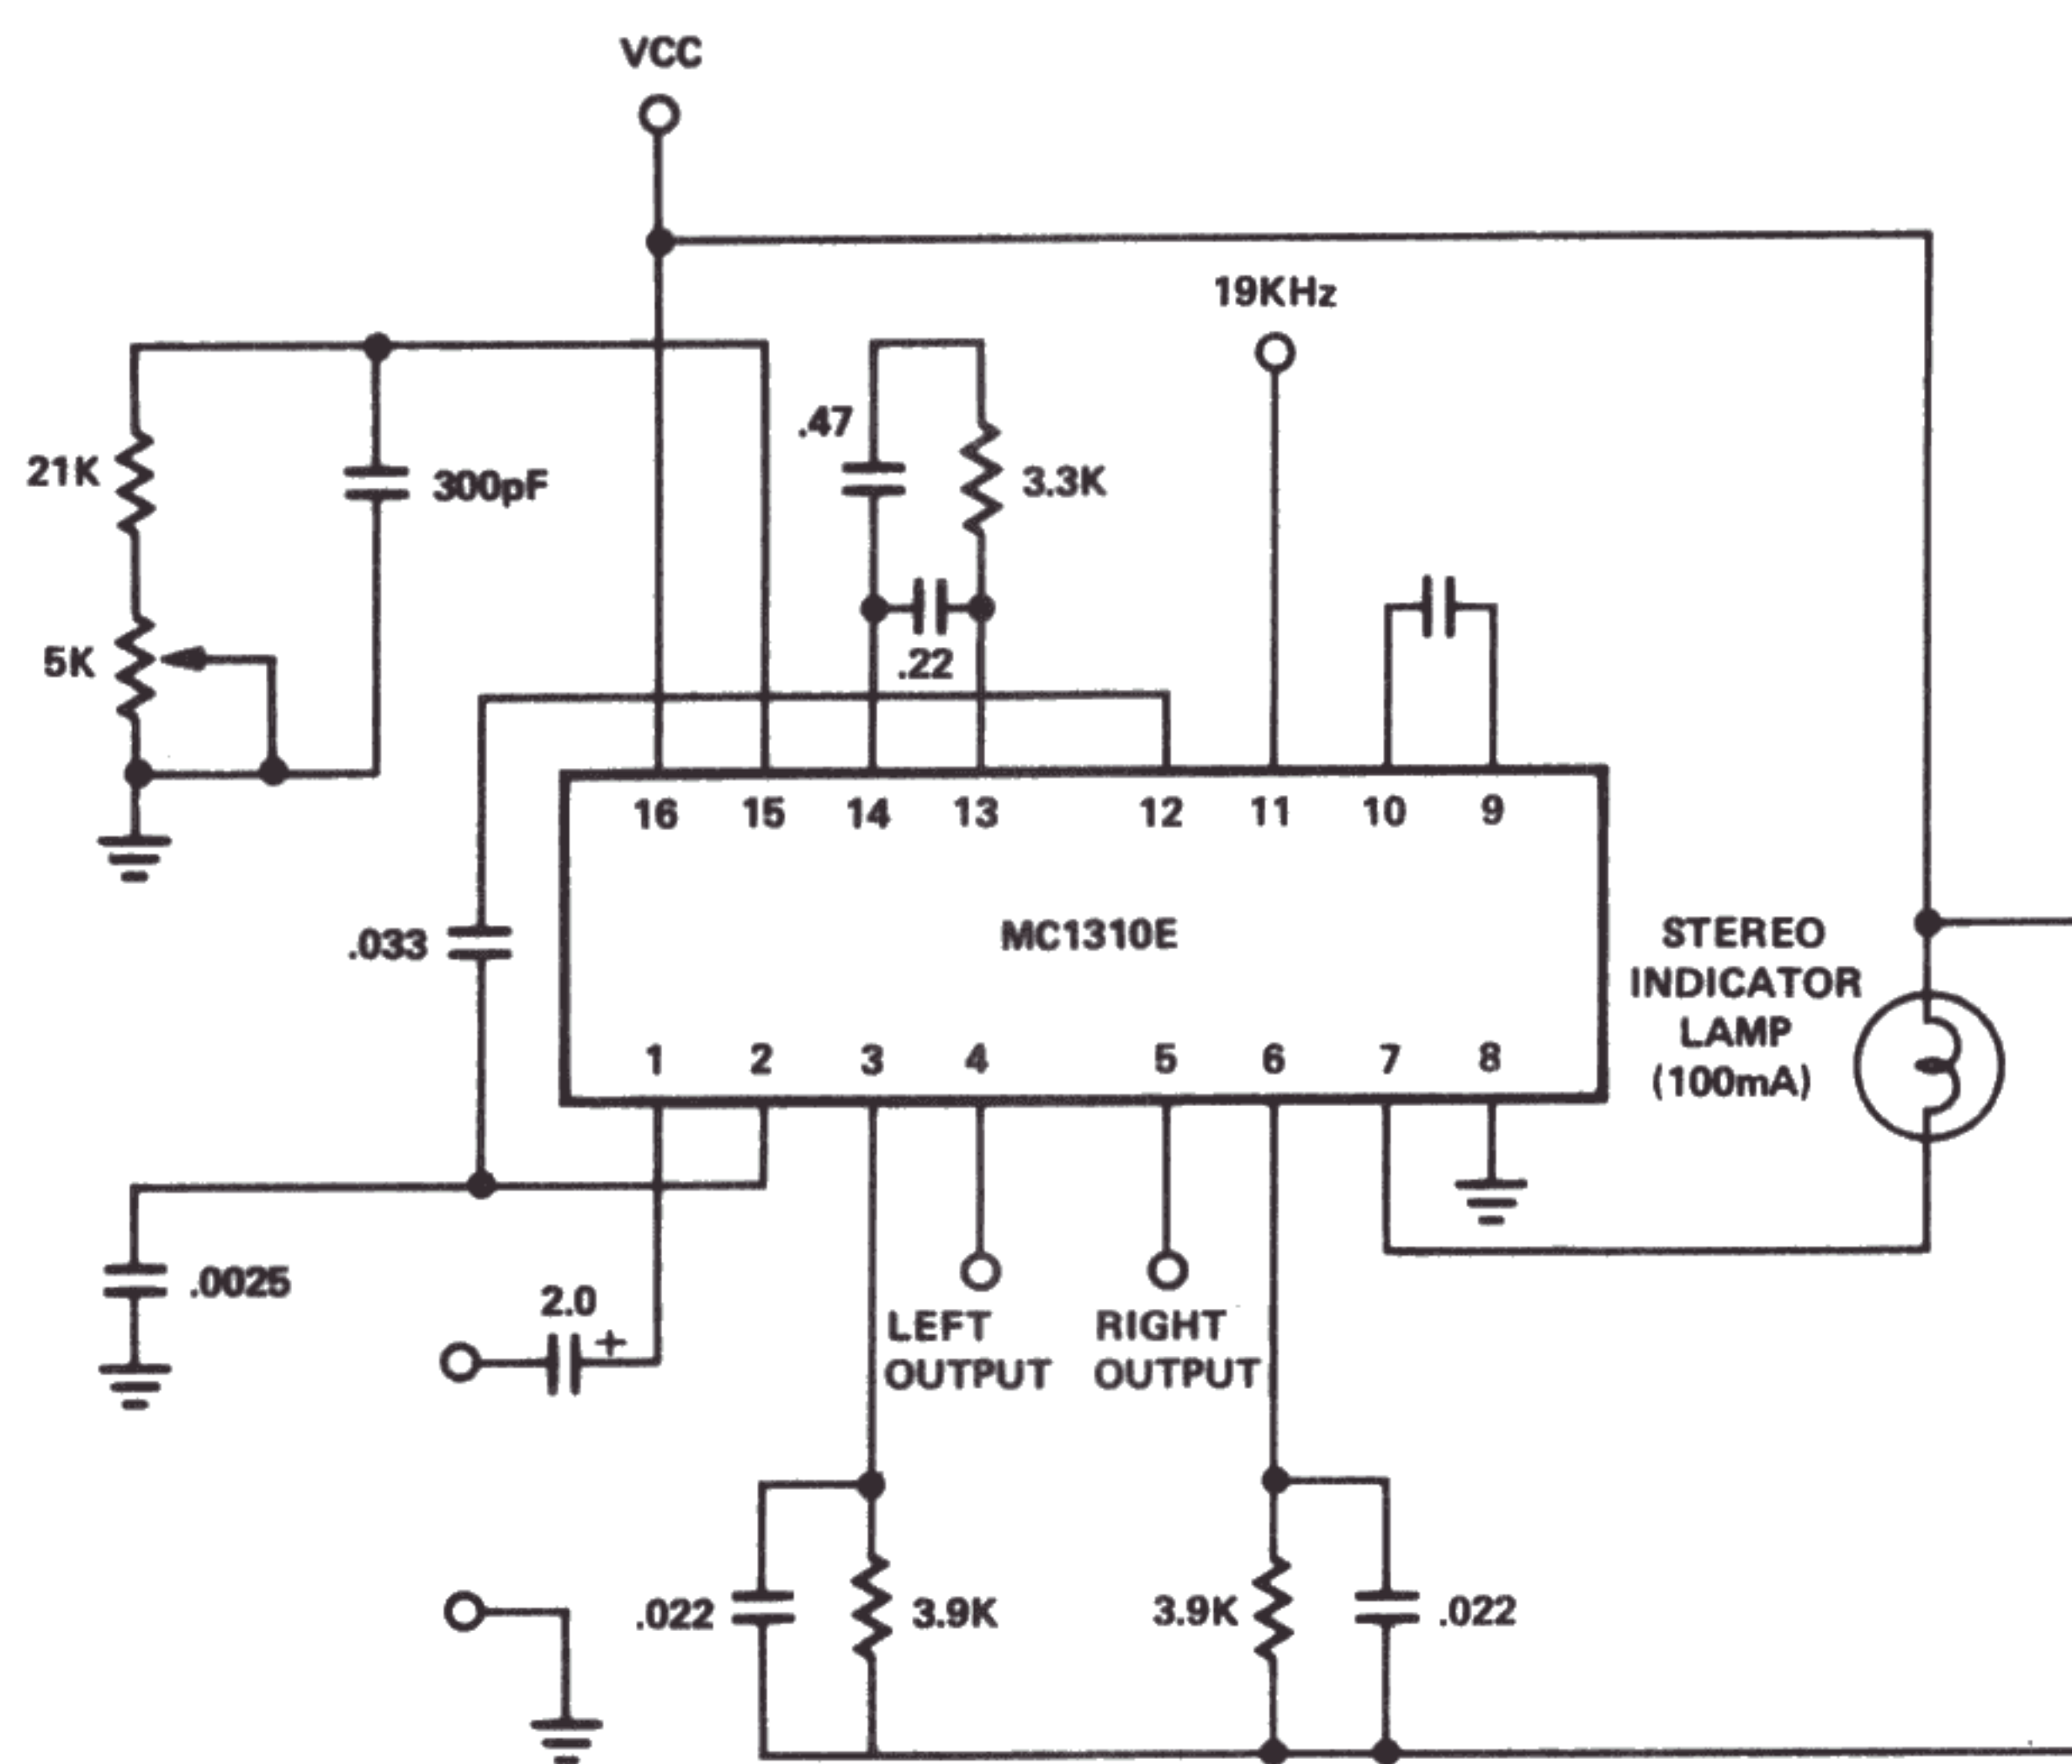 VCC
19KHz
.47
21K
300pF
3.3K
5K
.22
16 15 14 13 12 11 10 9
.033
MC1310E
STEREO
INDICATOR
LAMP
(100mA)
1 2 3 4 5 6 7 8
.0025
2.0
+
LEFT
OUTPUT
RIGHT
OUTPUT
.022
3.9K
3.9K
.022